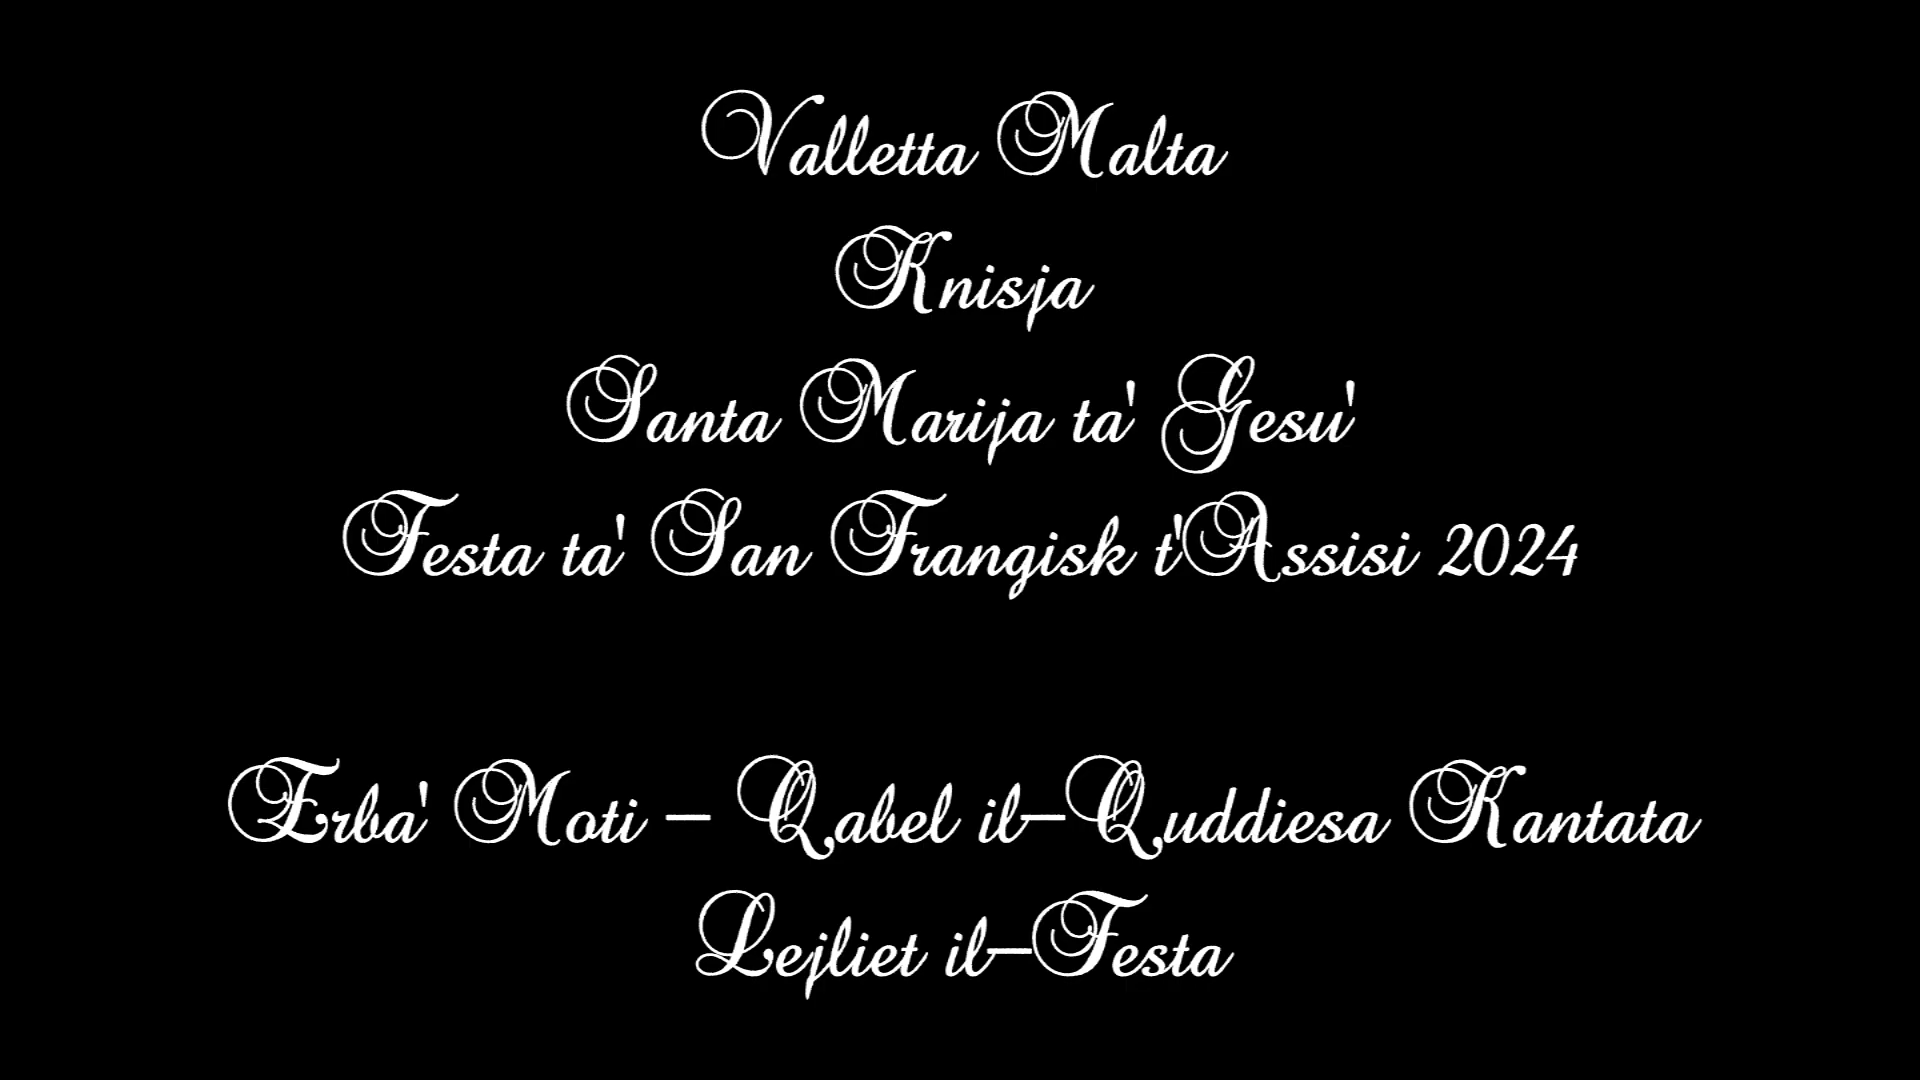 Valletta Malta
Knisja
Santa Marija ta' Gesu'
Festa ta' San Frangisk t'Assisi 2024
Erba' Moti - Qabel il-Quddiesa Kantata
Lejliet il-Festa